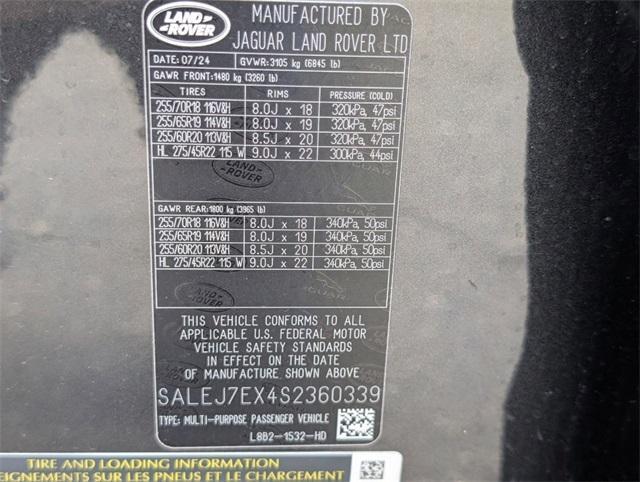 LAND ROVER
MANUFACTURED BY
JAGUAR LAND ROVER LTD
DATE: 07/24 GVWR:3105 kg (6845 lb)
GAWR FRONT:1480 kg (3260 lb)
TIRES RIMS PRESSURE (COLD)
255/70R18 116V&H 8.0J x 18 320kPa, 47psi
255/65R19 114V&H 8.0J x 19 320kPa, 47psi
255/60R20 113V&H 8.5J x 20 320kPa, 47psi
HL 275/45R22 115 W 9.0J x 22 300kPa, 44psi
LAND ROVER
GAWR REAR:1800 kg (3965 lb)
255/70R18 116V&H 8.0J x 18 340kPa, 50psi
255/65R19 114V&H 8.0J x 19 340kPa, 50psi
255/60R20 113V&H 8.5J x 20 340kPa, 50psi
HL 275/45R22 115 W 9.0J x 22 340kPa, 50psi
THIS VEHICLE CONFORMS TO ALL
APPLICABLE U.S. FEDERAL MOTOR
VEHICLE SAFETY STANDARDS
IN EFFECT ON THE DATE
OF MANUFACTURE SHOWN ABOVE
SALEJ7EX4S2360339
TYPE: MULTI-PURPOSE PASSENGER VEHICLE
L8B2-1532-HD
TIRE AND LOADING INFORMATION
EIGNEMENTS SUR LES PNEUS ET LE CHARGEMENT